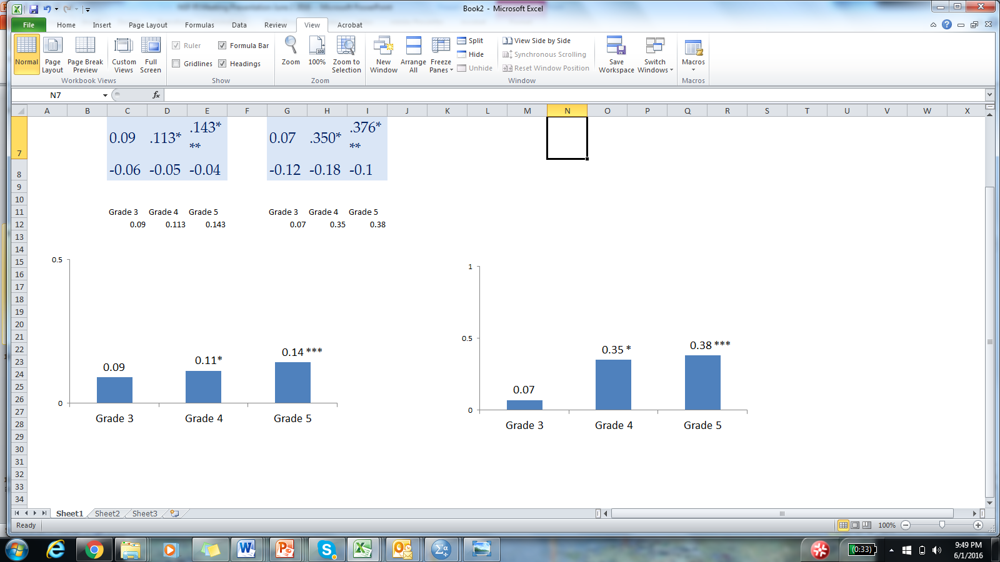 Book2 - Microsoft Excel
File Home Insert Page Layout Formulas Data Review View Acrobat
Normal Page Layout Page Break Preview Custom Views Full Screen
Workbook Views
Ruler Formula Bar
Gridlines Headings
Show
Zoom 100% Zoom to Selection
Zoom
New Window Arrange All Freeze Panes
Split
Hide
Unhide
View Side by Side
Synchronous Scrolling
Reset Window Position
Window
Save Workspace Switch Windows
Macros
Macros
N7 fx
A B C D E F G H I J K L M N O P Q R S T U V W X
7 0.09 .113* .143*** 0.07 .350* .376***
8 -0.06 -0.05 -0.04 -0.12 -0.18 -0.1
9
10
11 Grade 3 Grade 4 Grade 5 Grade 3 Grade 4 Grade 5
12 0.09 0.113 0.143 0.07 0.35 0.38
13
14
15
16
17
18
19
20
21
22
23
24
25
26
27
28
29
30
31
32
33
34
0.5
0
0.09 0.11* 0.14 ***
Grade 3 Grade 4 Grade 5
1
0.5
0
0.07 0.35 * 0.38 ***
Grade 3 Grade 4 Grade 5
Sheet1 Sheet2 Sheet3
Ready 100%
(0:33)
9:49 PM
6/1/2016